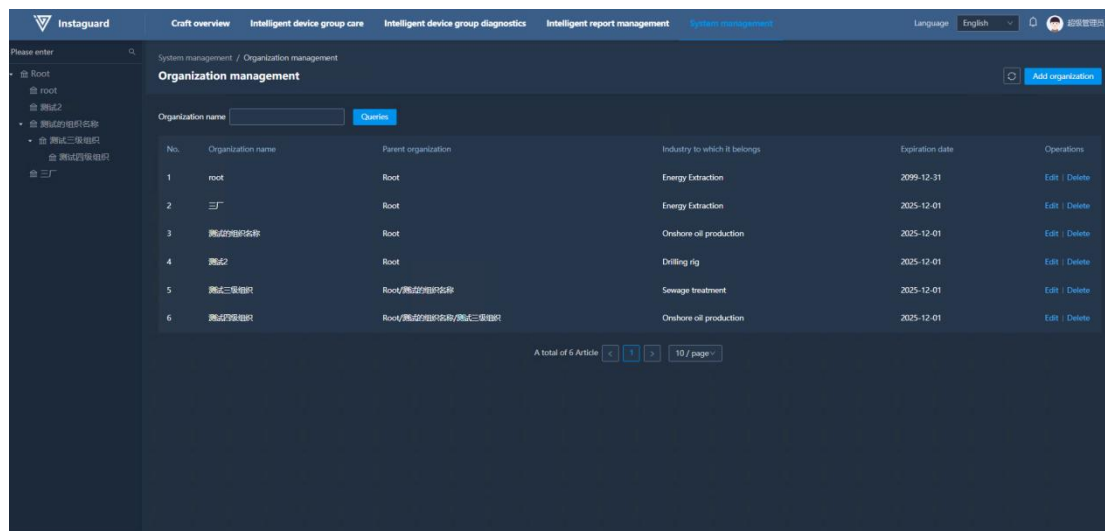 Instaguard
Craft overview Intelligent device group care Intelligent device group diagnostics Intelligent report management System management Language English 超级管理员
Please enter
Root
root
测试2
测试的组织名称
测试三级组织
测试四级组织
三厂
System management / Organization management
Organization management
Add organization
Organization name Queries
No. Organization name Parent organization Industry to which it belongs Expiration date Operations
1 root Root Energy Extraction 2099-12-31 Edit | Delete
2 三厂 Root Energy Extraction 2025-12-01 Edit | Delete
3 测试的组织名称 Root Onshore oil production 2025-12-01 Edit | Delete
4 测试2 Root Drilling rig 2025-12-01 Edit | Delete
5 测试三级组织 Root/测试的组织名称 Sewage treatment 2025-12-01 Edit | Delete
6 测试四级组织 Root/测试的组织名称/测试三级组织 Onshore oil production 2025-12-01 Edit | Delete
A total of 6 Article < 1 > 10 / page